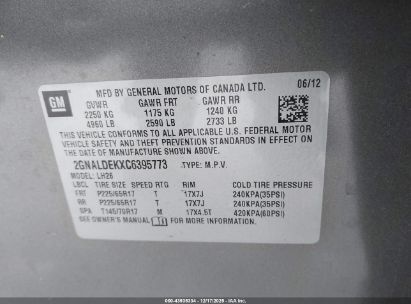 GM
MFD BY GENERAL MOTORS OF CANADA LTD. 06/12
GVWR GAWR FRT GAWR RR
2250 KG 1175 KG 1240 KG
4960 LB 2590 LB 2733 LB
THIS VEHICLE CONFORMS TO ALL APPLICABLE U.S. FEDERAL MOTOR
VEHICLE SAFETY AND THEFT PREVENTION STANDARDS IN EFFECT ON
THE DATE OF MANUFACTURE SHOWN ABOVE.
2GNALDEKXC6395773 TYPE: M.P.V.
MODEL: LH26
LBCL TIRE SIZE SPEED RTG RIM COLD TIRE PRESSURE
FRT P225/65R17 T 17X7J 240KPA(35PSI)
RR P225/65R17 T 17X7J 240KPA(35PSI)
SPA T145/70R17 M 17X4.5T 420KPA(60PSI)
SEE OWNER'S MANUAL FOR MORE INFORMATION.
12/17/2025